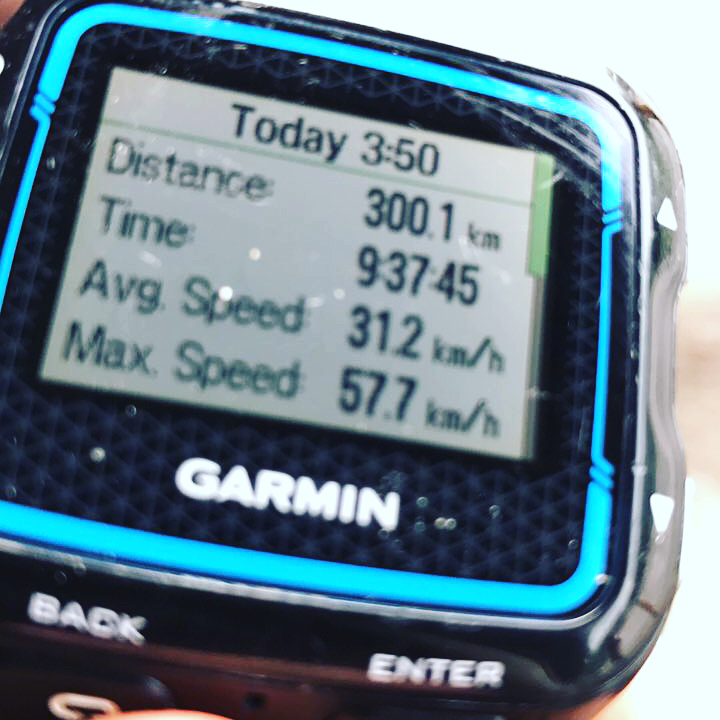 Today 3:50
Distance: 300.1 km
Time: 9:37:45
Avg. Speed: 31.2 km/h
Max. Speed: 57.7 km/h
GARMIN
BACK
ENTER